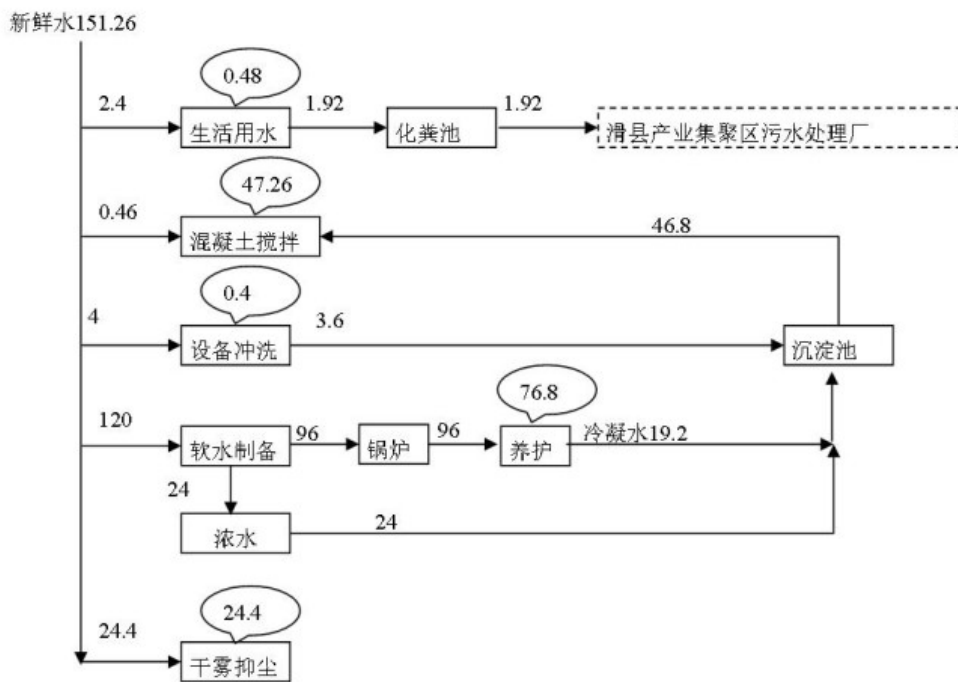 新鲜水151.26
0.48
2.4
1.92
1.92
生活用水
化粪池
滑县产业集聚区污水处理厂
47.26
0.46
46.8
混凝土搅拌
0.4
4
3.6
设备冲洗
沉淀池
76.8
120
96
96
冷凝水19.2
软水制备
锅炉
养护
24
24
浓水
24.4
24.4
干雾抑尘